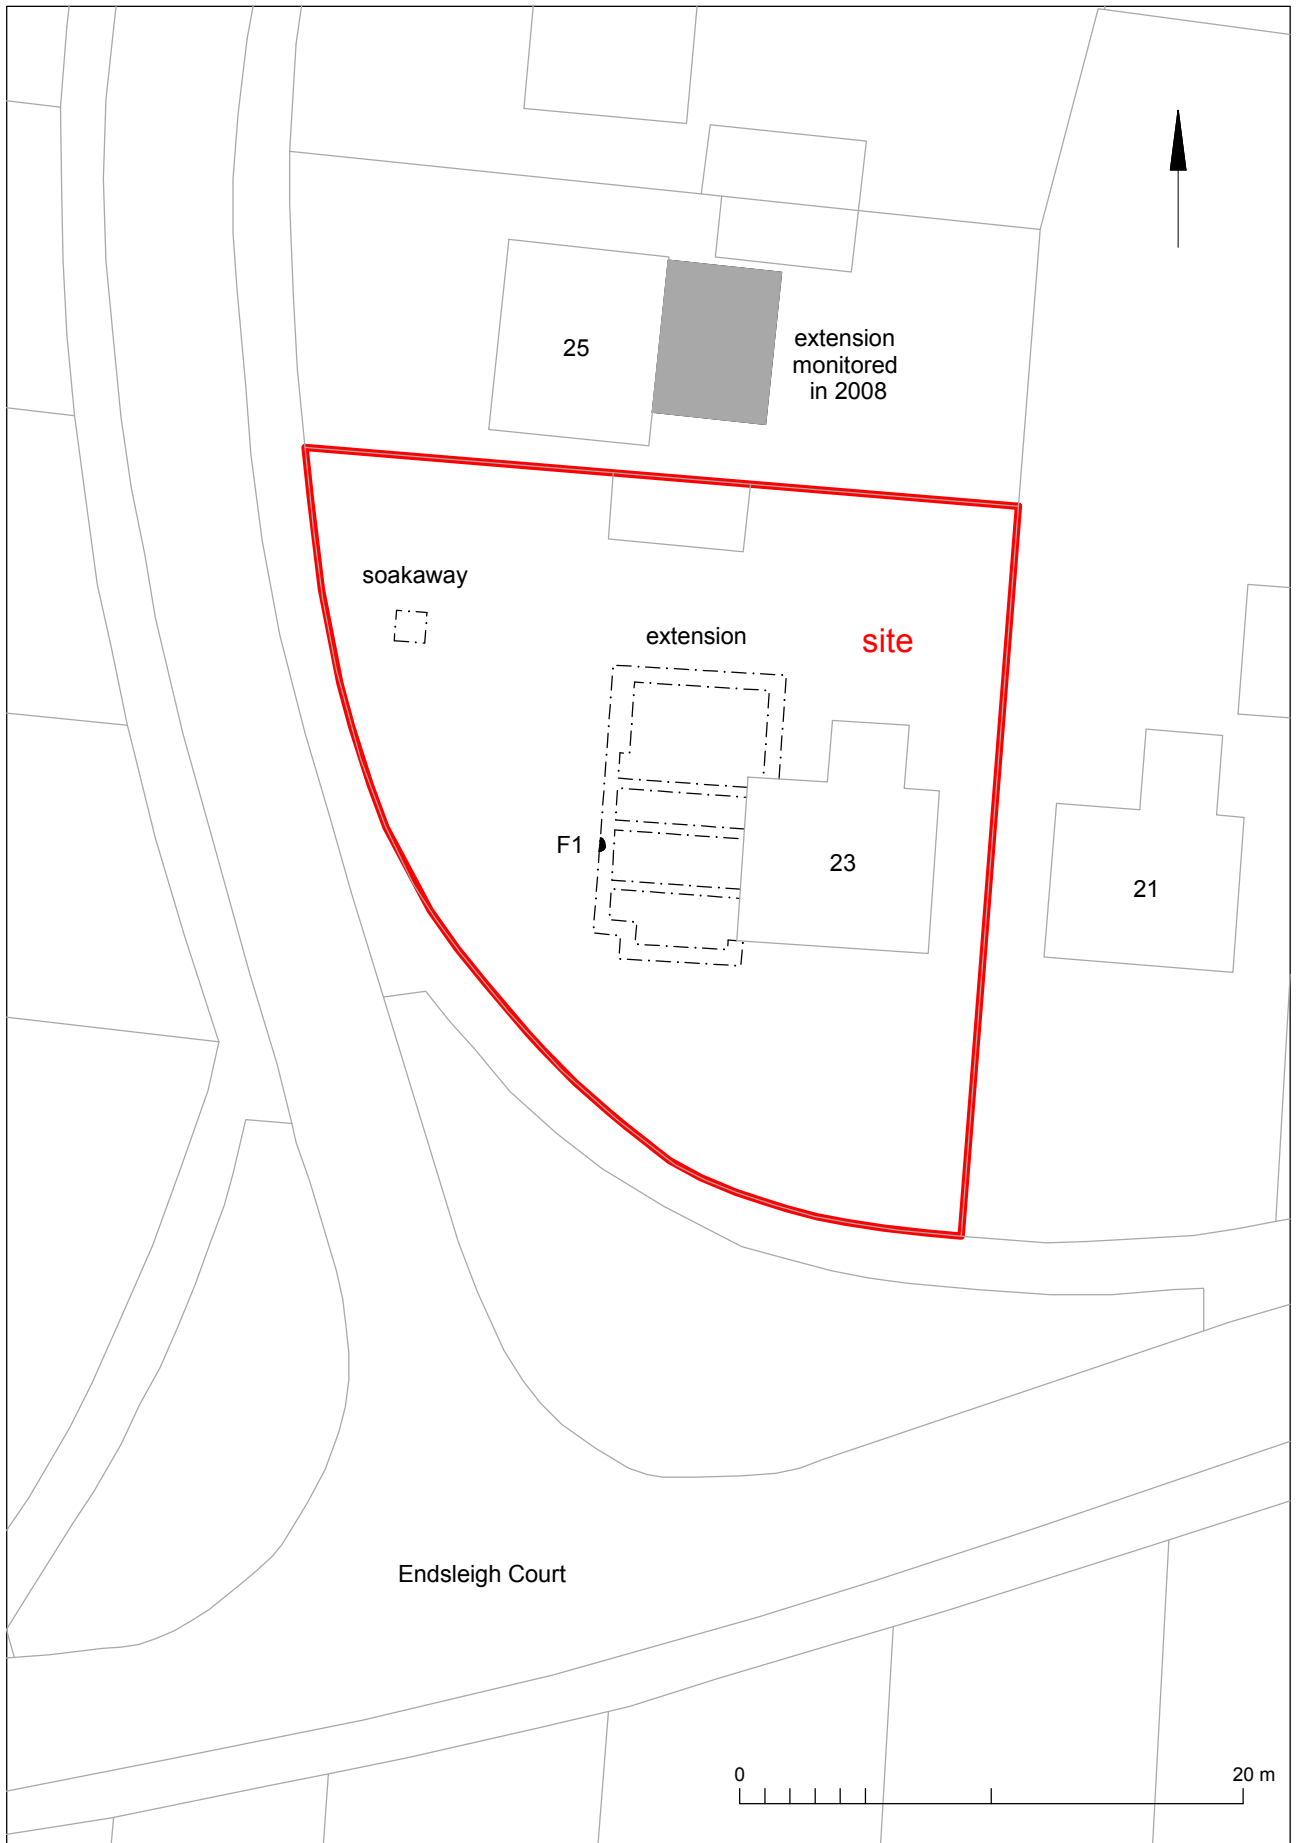 25
extension
monitored
in 2008
soakaway
extension
site
F1
23
21
Endsleigh Court
0
20 m